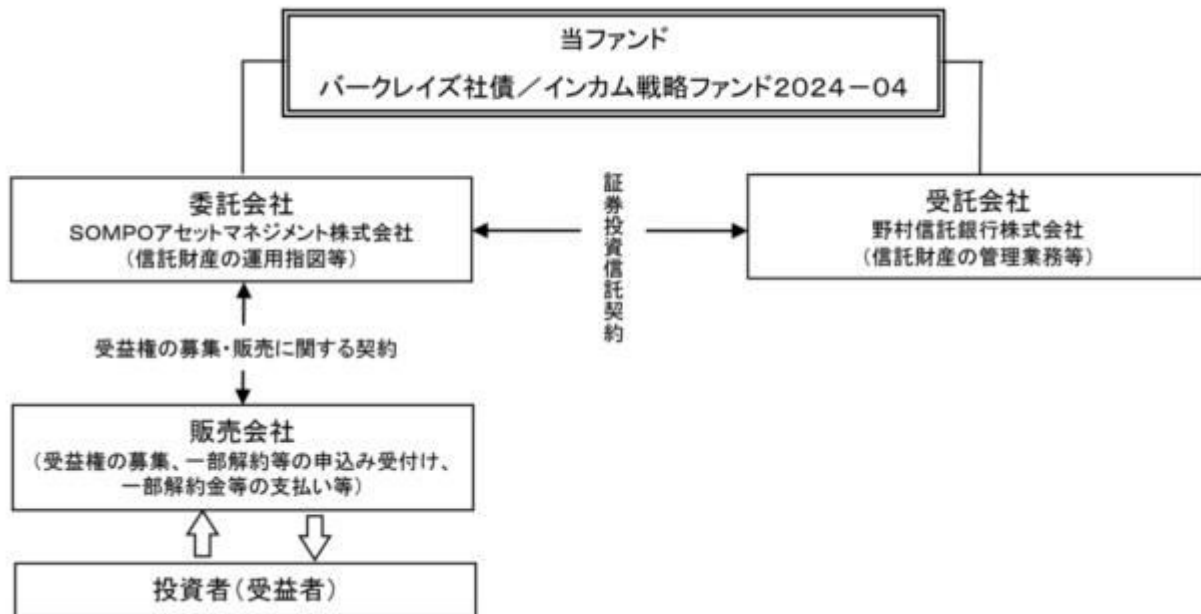 当ファンド
バークレイズ社債／インカム戦略ファンド2024－04
委託会社
SOMPOアセットマネジメント株式会社
（信託財産の運用指図等）
証券投資信託契約
受託会社
野村信託銀行株式会社
（信託財産の管理業務等）
受益権の募集・販売に関する契約
販売会社
（受益権の募集、一部解約等の申込み受付け、
一部解約金等の支払い等）
投資者（受益者）